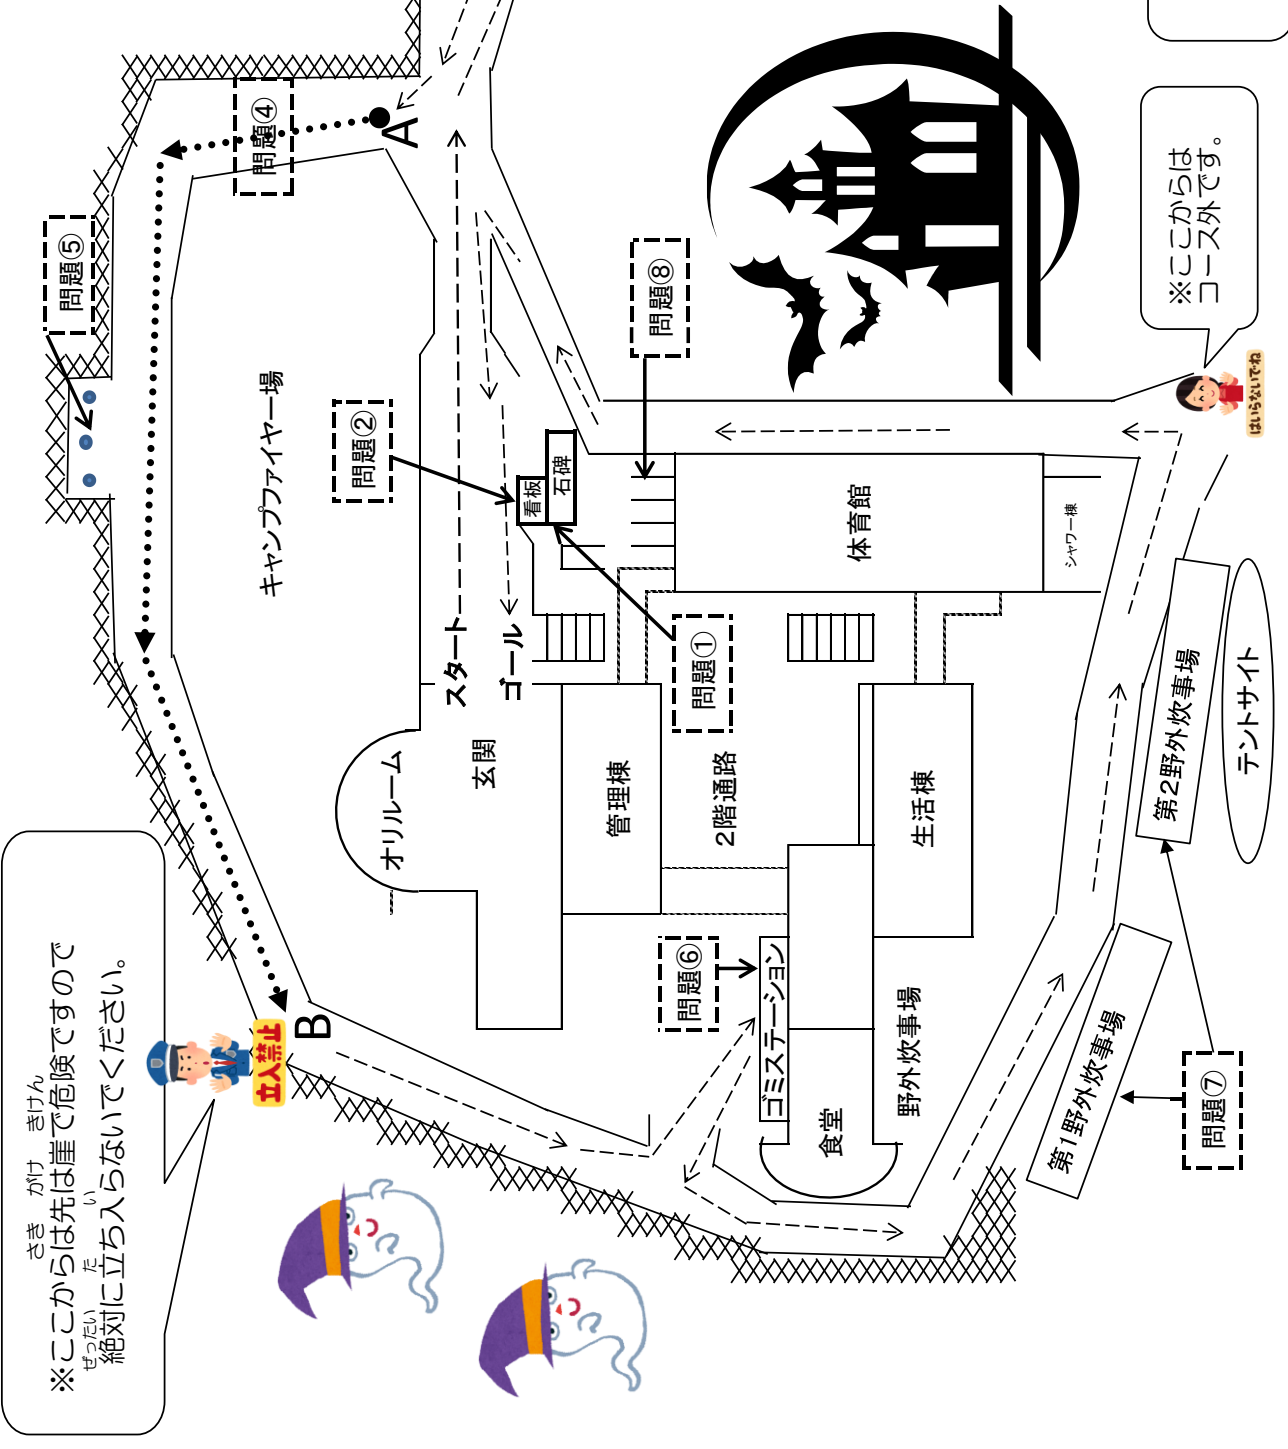 ※ここからは先は崖で危険ですので
さき がけ きけん
絶対に立ち入らないでください。
ぜったい た い
立入禁止
問題⑤
問題④
A
B
キャンプファイヤー場
問題②
オリルーム
スタート
ゴール
玄関
看板
石碑
問題⑧
問題①
管理棟
2階通路
問題⑥
ゴミステーション
食堂
野外炊事場
生活棟
体育館
シャワー棟
第1野外炊事場
第2野外炊事場
問題⑦
テントサイト
※ここからは
コース外です。
はいらないでね